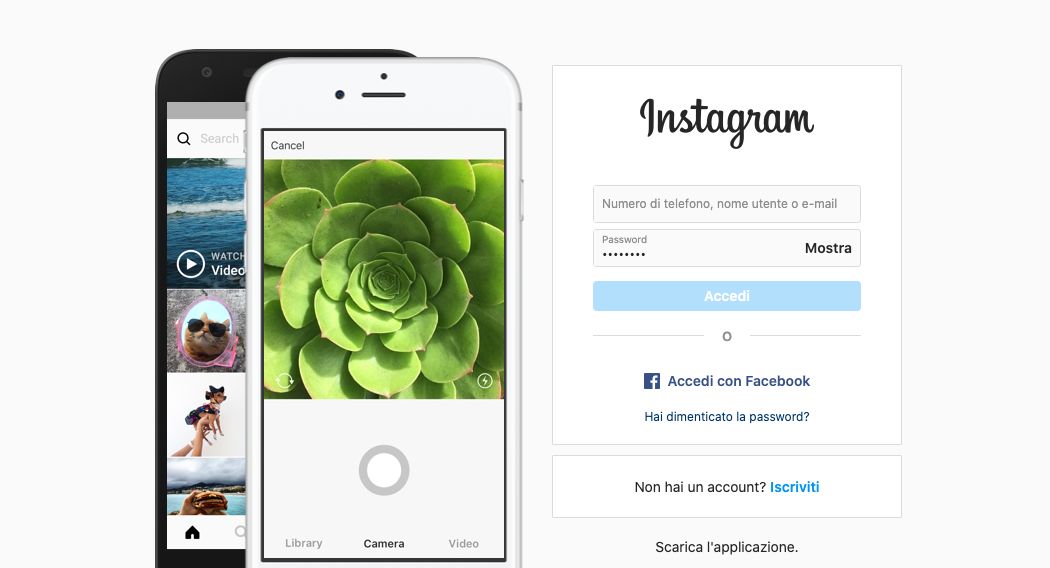 Search
WATCH
Video
Cancel
Library Camera Video
Instagram
Numero di telefono, nome utente o e-mail
Password
••••••••
Mostra
Accedi
O
Accedi con Facebook
Hai dimenticato la password?
Non hai un account? Iscriviti
Scarica l'applicazione.